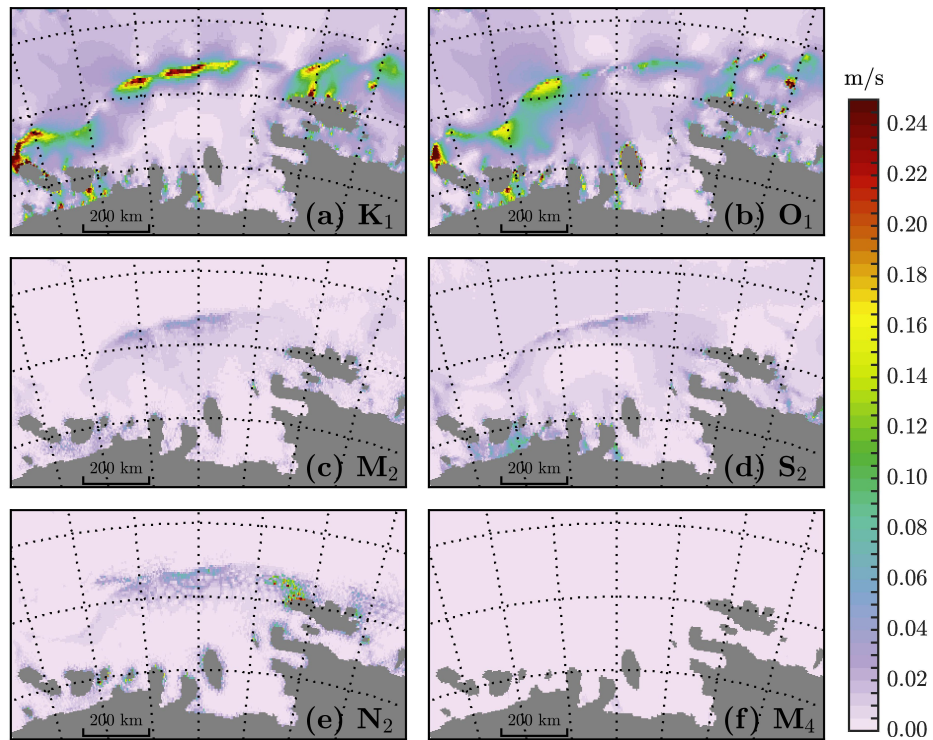 200 km
(a) K₁
200 km
(b) O₁
200 km
(c) M₂
200 km
(d) S₂
200 km
(e) N₂
200 km
(f) M₄
m/s
0.24
0.22
0.20
0.18
0.16
0.14
0.12
0.10
0.08
0.06
0.04
0.02
0.00